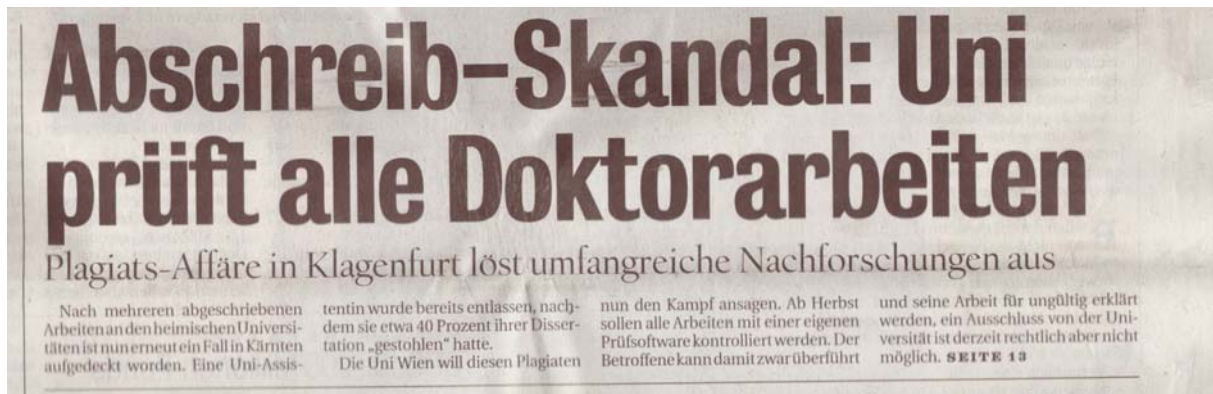 Abschreib-Skandal: Uni
prüft alle Doktorarbeiten
Plagiats-Affäre in Klagenfurt löst umfangreiche Nachforschungen aus
Nach mehreren abgeschriebenen
Arbeiten an den heimischen Universi-
täten ist nun erneut ein Fall in Kärnten
aufgedeckt worden. Eine Uni-Assis-
tentin wurde bereits entlassen, nach-
dem sie etwa 40 Prozent ihrer Disser-
tation „gestohlen“ hatte.
Die Uni Wien will diesen Plagiaten
nun den Kampf ansagen. Ab Herbst
sollen alle Arbeiten mit einer eigenen
Prüfsoftware kontrolliert werden. Der
Betroffene kann damit zwar überführt
und seine Arbeit für ungültig erklärt
werden, ein Ausschluss von der Uni-
versität ist derzeit rechtlich aber nicht
möglich. SEITE 13